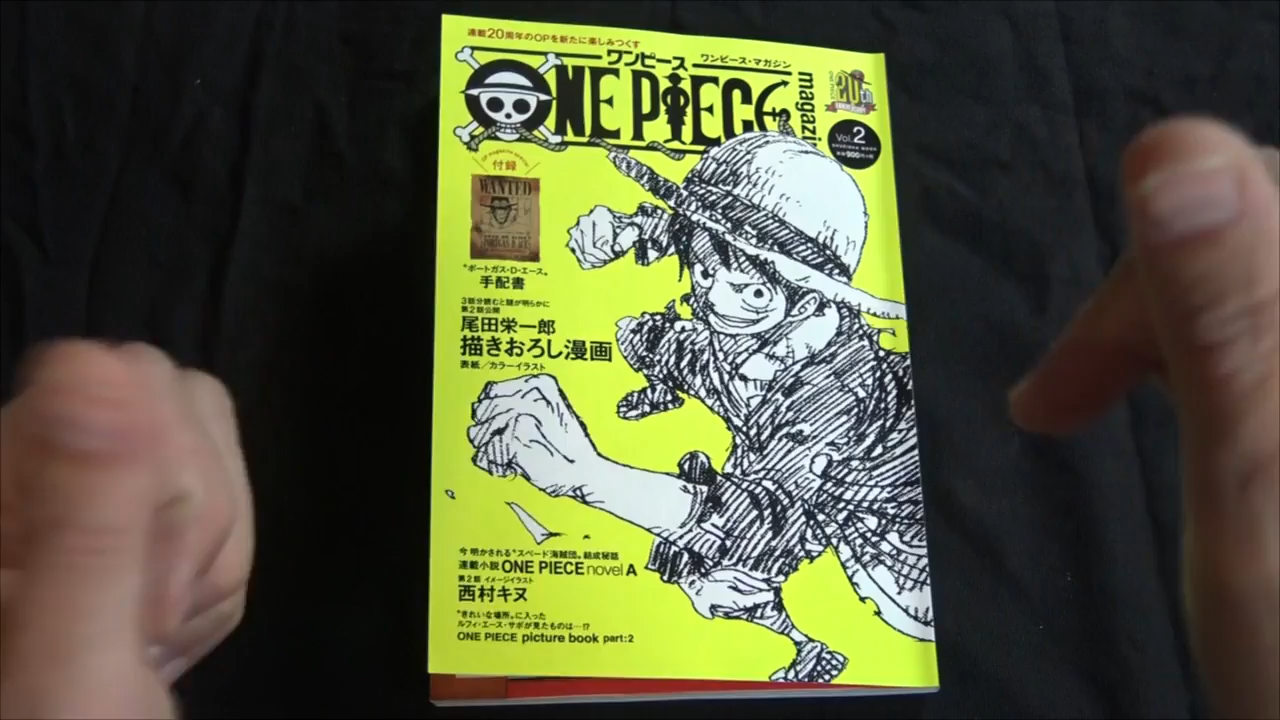 連載20周年のOPを新たに楽しみつくす
ワンピース
ワンピース・マガジン
ONE PIECE
magazi
20th
Vol.2
付録
WANTED
"ポートガス・D・エース"
手配書
3話分読むと謎が明らかに
第2話公開
尾田栄一郎
描きおろし漫画
表紙/カラーイラスト
今明かされる"スペード海賊団"結成秘話
連載小説 ONE PIECE novel A
第2話 イメージイラスト
西村キヌ
"きれいな場所"に入った
ルフィ・エース・サボが見たものは…!?
ONE PIECE picture book part:2